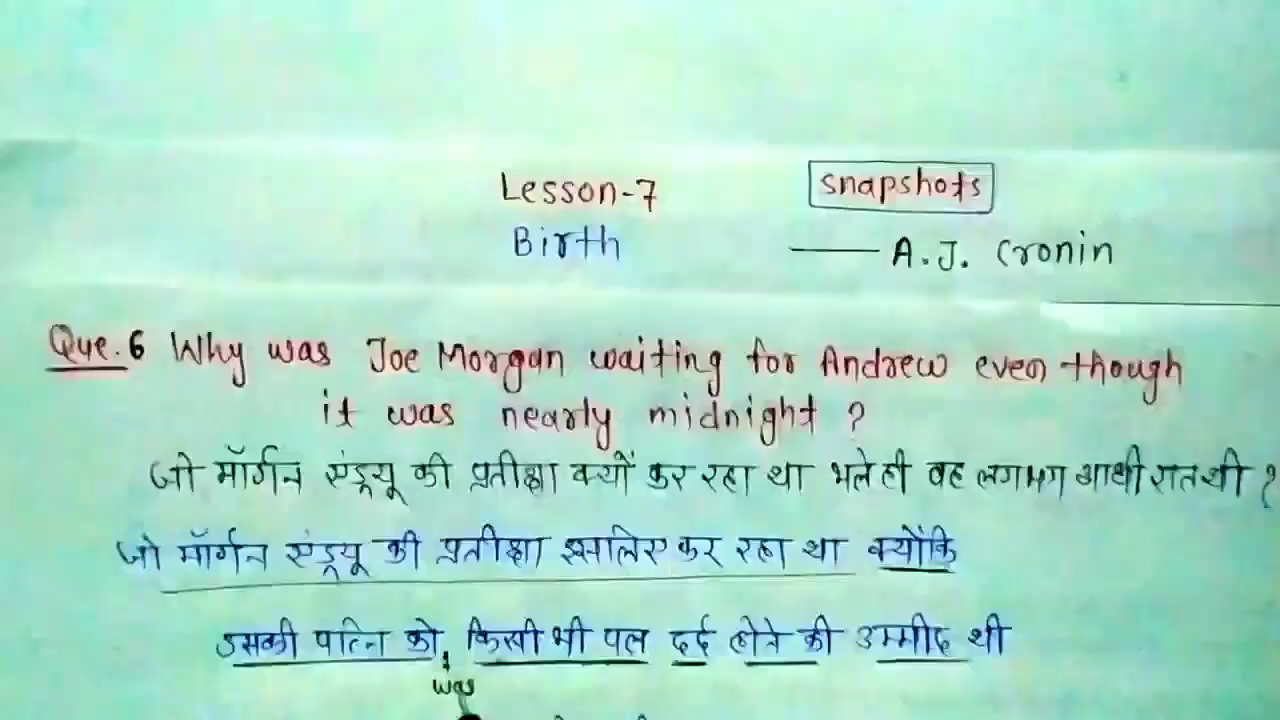 Lesson-7 snapshots
Birth —— A.J. Cronin
Que.6 Why was Joe Morgan waiting for Andrew even though
it was nearly midnight ?
जो मॉर्गन एंड्र्यू की प्रतीक्षा क्यों कर रहा था भले ही वह लगभग आधी रात थी ?
जो मॉर्गन एंड्र्यू की प्रतीक्षा इसलिए कर रहा था क्योंकि
उसकी पत्नि को, किसी भी पल दर्द होने की उम्मीद थी
was